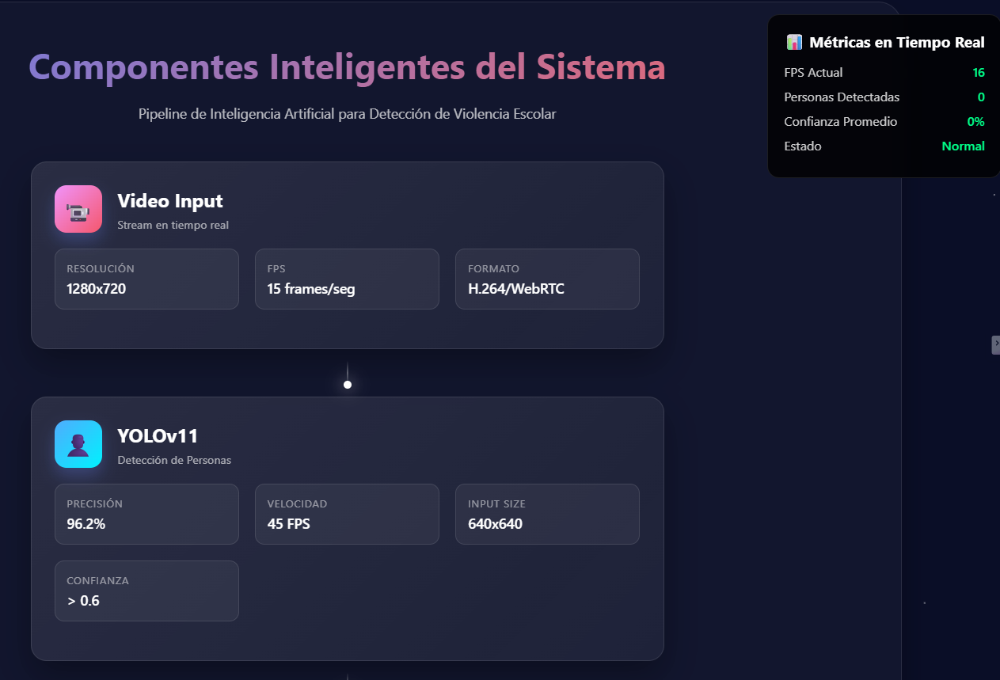 Componentes Inteligentes del Sistema
Pipeline de Inteligencia Artificial para Detección de Violencia Escolar
Métricas en Tiempo Real
FPS Actual 16
Personas Detectadas 0
Confianza Promedio 0%
Estado Normal
Video Input
Stream en tiempo real
RESOLUCIÓN
1280x720
FPS
15 frames/seg
FORMATO
H.264/WebRTC
YOLOv11
Detección de Personas
PRECISIÓN
96.2%
VELOCIDAD
45 FPS
INPUT SIZE
640x640
CONFIANZA
> 0.6